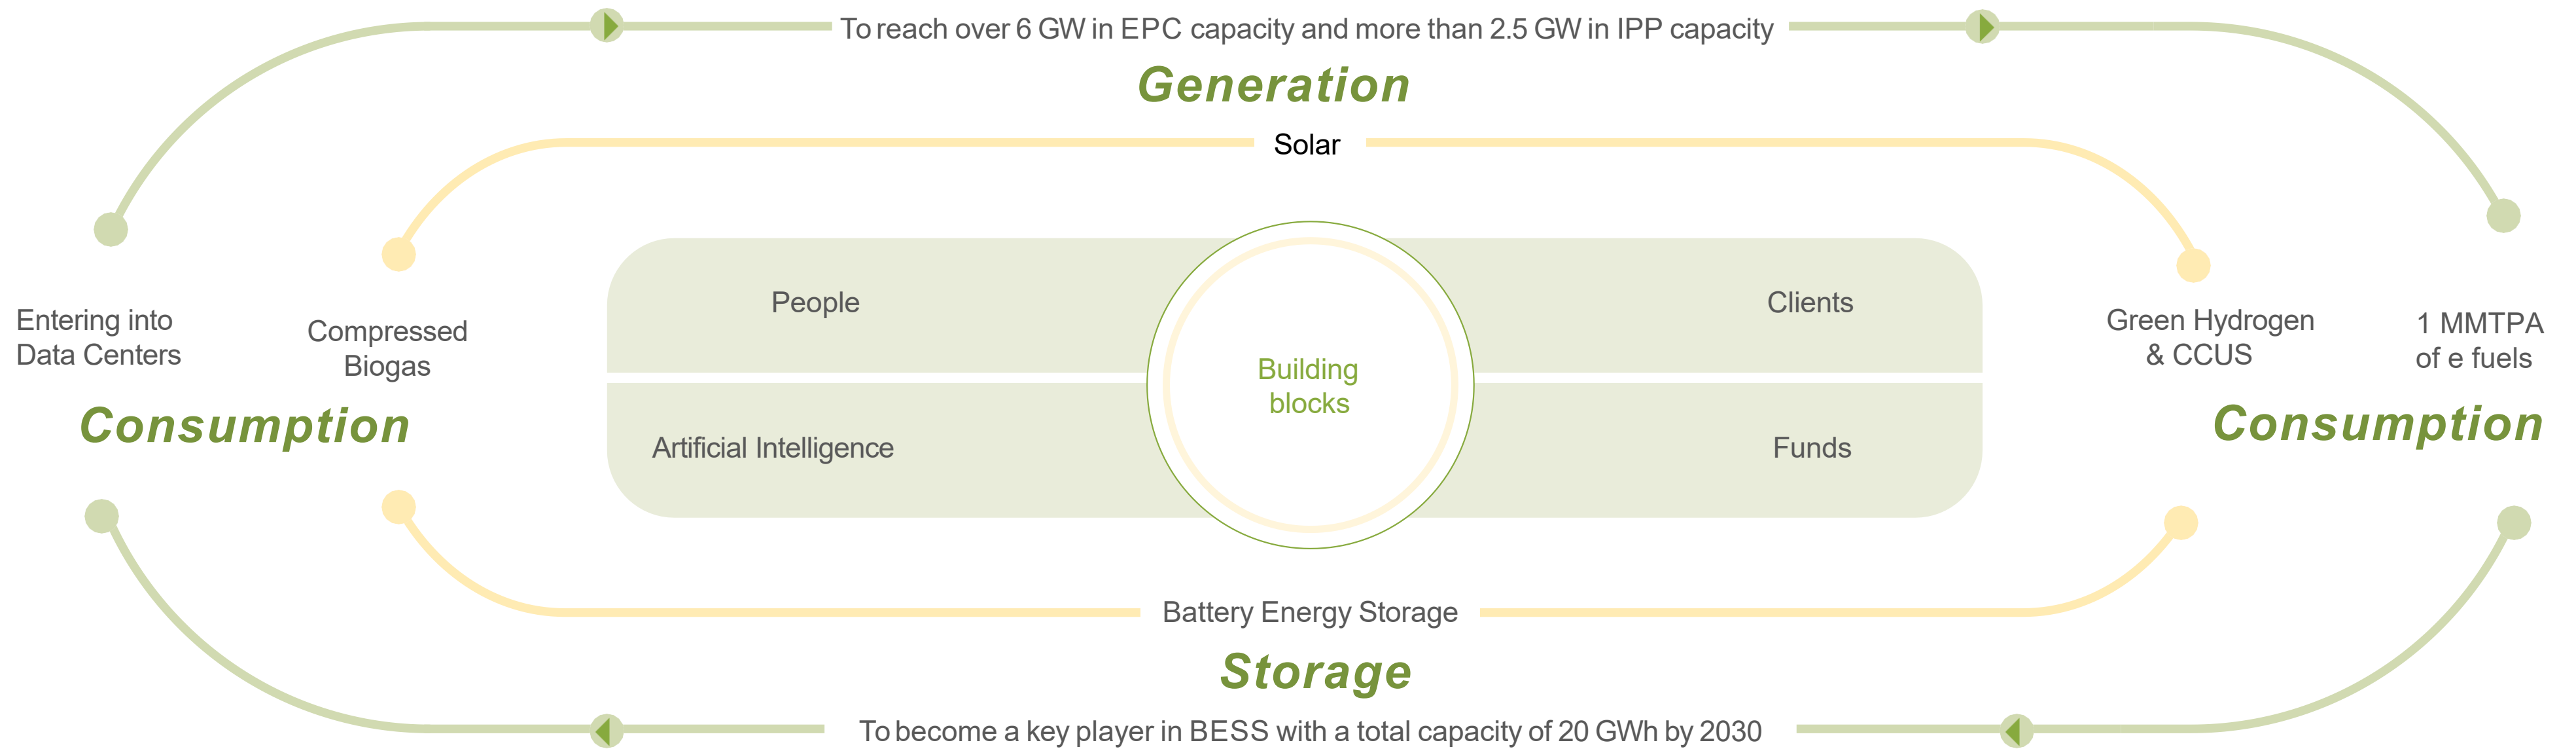 To reach over 6 GW in EPC capacity and more than 2.5 GW in IPP capacity
Generation
Solar
Entering into
Data Centers
Compressed
Biogas
Consumption
People
Clients
Building
blocks
Artificial Intelligence
Funds
Green Hydrogen
& CCUS
1 MMTPA
of e fuels
Consumption
Battery Energy Storage
Storage
To become a key player in BESS with a total capacity of 20 GWh by 2030